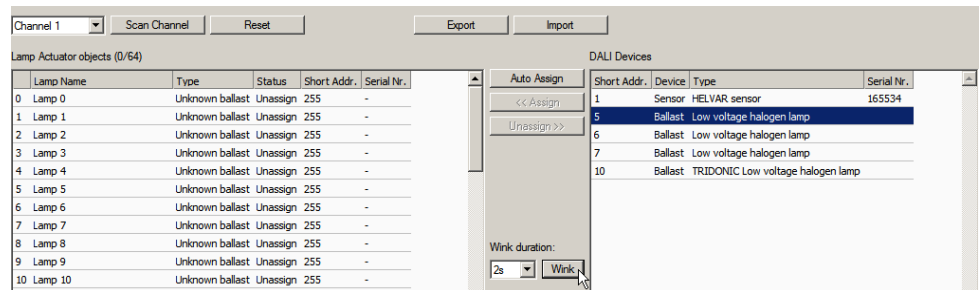 Channel 1 Scan Channel Reset Export Import
Lamp Actuator objects (0/64) DALI Devices
Lamp Name Type Status Short Addr. Serial Nr. Auto Assign Short Addr. Device Type Serial Nr.
0 Lamp 0 Unknown ballast Unassign 255 - << Assign 1 Sensor HELVAR sensor 165534
1 Lamp 1 Unknown ballast Unassign 255 - 5 Ballast Low voltage halogen lamp
2 Lamp 2 Unknown ballast Unassign 255 - Unassign >> 6 Ballast Low voltage halogen lamp
3 Lamp 3 Unknown ballast Unassign 255 - 7 Ballast Low voltage halogen lamp
4 Lamp 4 Unknown ballast Unassign 255 - 10 Ballast TRIDONIC Low voltage halogen lamp
5 Lamp 5 Unknown ballast Unassign 255 -
6 Lamp 6 Unknown ballast Unassign 255 -
7 Lamp 7 Unknown ballast Unassign 255 -
8 Lamp 8 Unknown ballast Unassign 255 - Wink duration:
9 Lamp 9 Unknown ballast Unassign 255 - 2s Wink
10 Lamp 10 Unknown ballast Unassign 255 -